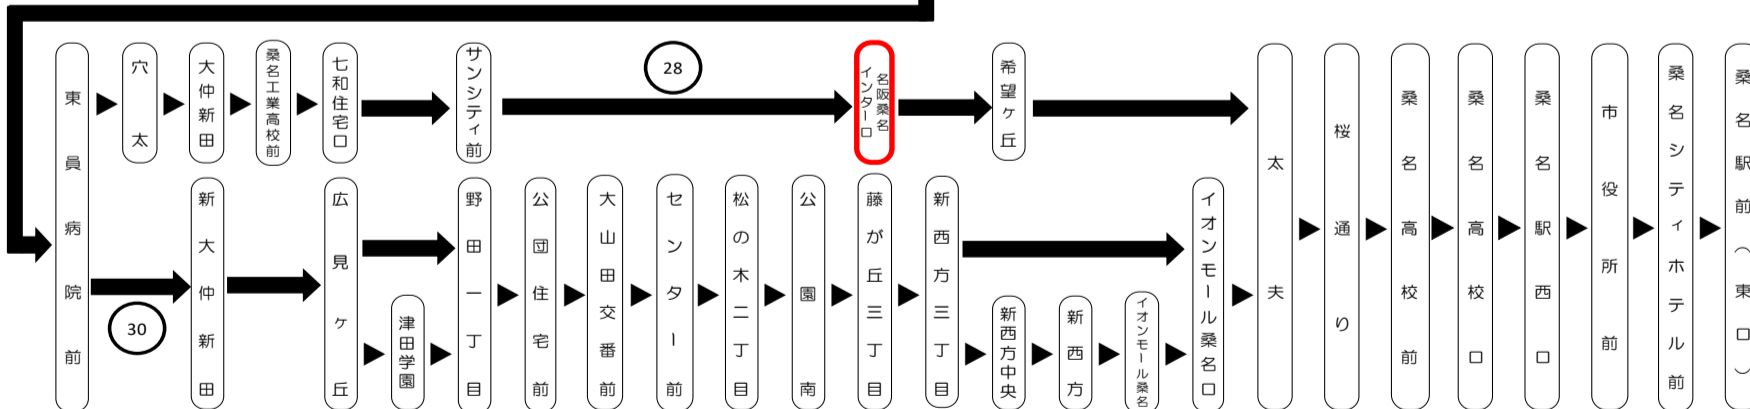 東員病院前
穴太
大仲新田
桑名工業高校前
七和住宅口
サンシティ前
28
名阪桑名
インター口
希望ヶ丘
30
新大仲新田
広見ヶ丘
津田学園
野田一丁目
公団住宅前
大山田交番前
センター前
松の木二丁目
公園南
藤が丘三丁目
新西方三丁目
新西方中央
新西方
イオンモール桑名
イオンモール桑名口
太夫
桜通り
桑名高校前
桑名高校口
桑名駅西口
市役所前
桑名シティホテル前
桑名駅前（東口）